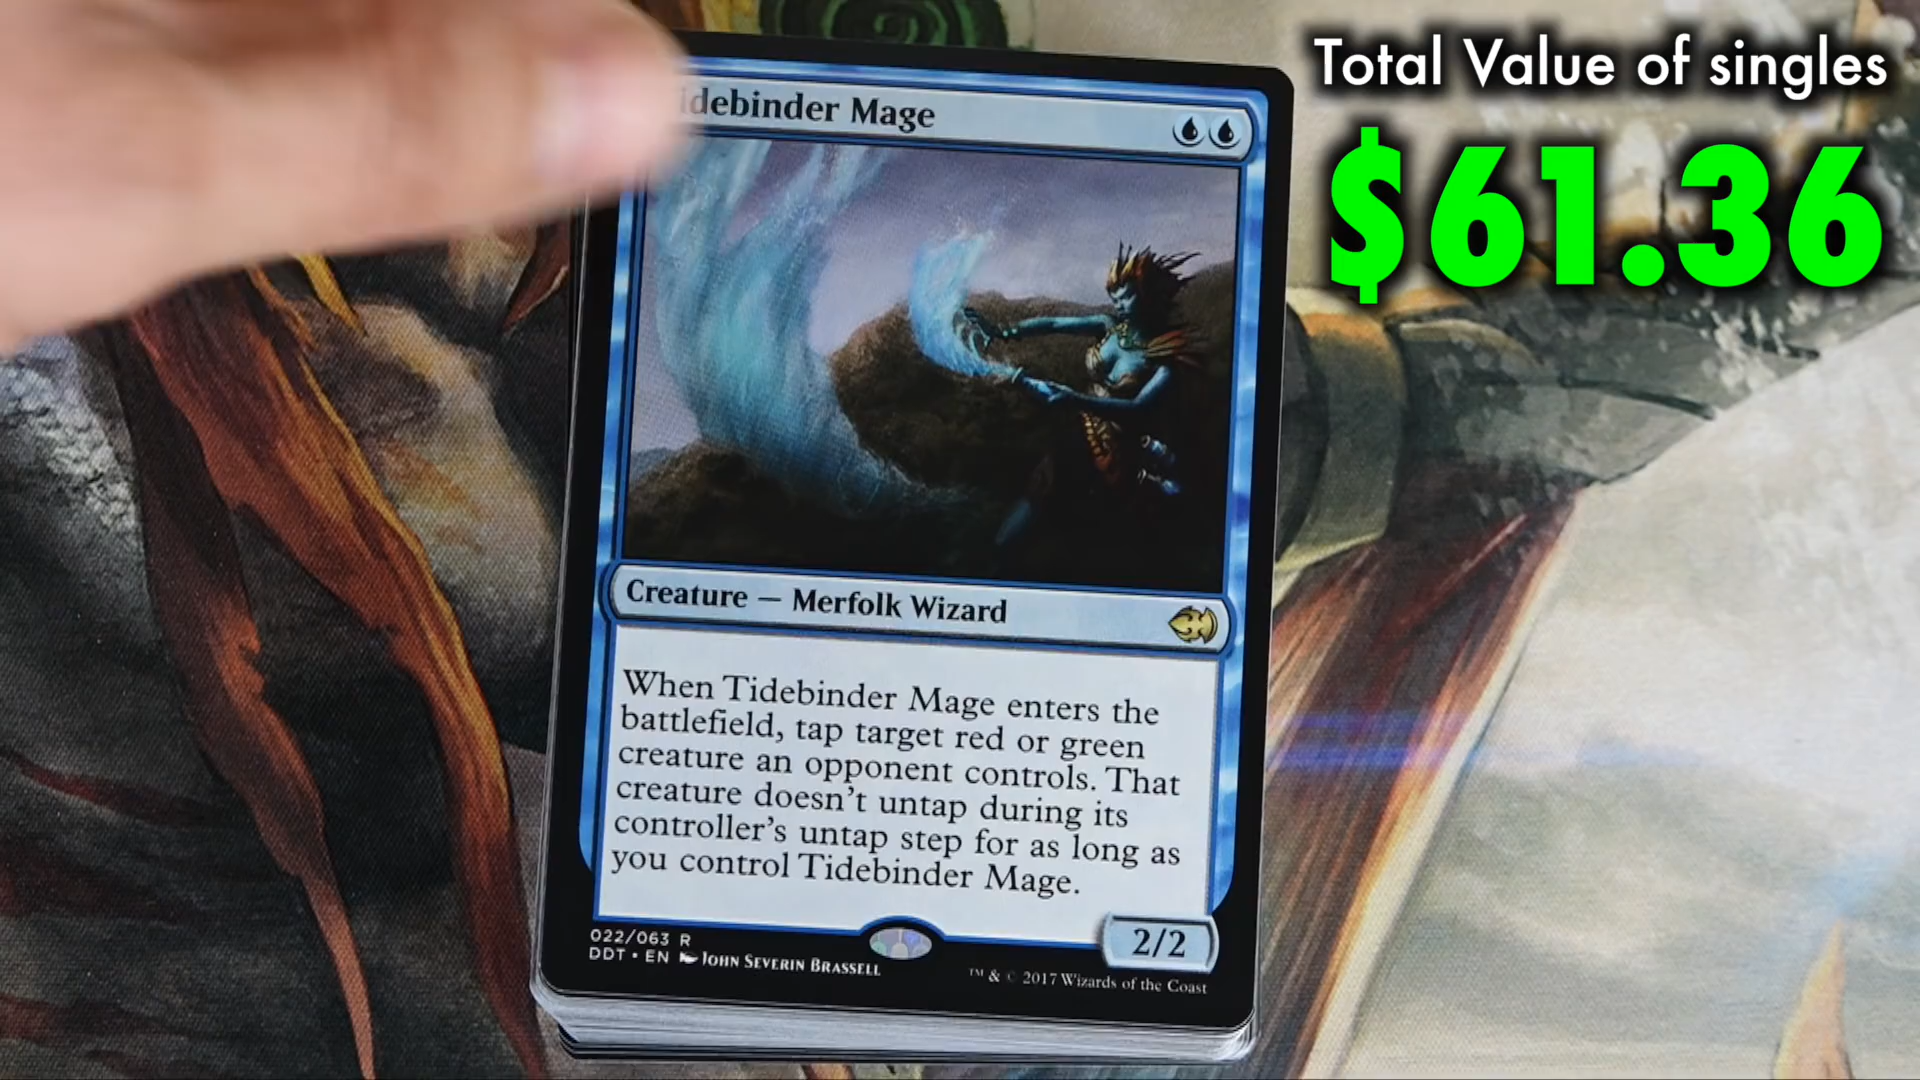 Total Value of singles
$61.36
idebinder Mage
Creature — Merfolk Wizard
When Tidebinder Mage enters the
battlefield, tap target red or green
creature an opponent controls. That
creature doesn't untap during its
controller's untap step for as long as
you control Tidebinder Mage.
2/2
022/063 R
DDT • EN John Severin Brassell
™ & © 2017 Wizards of the Coast